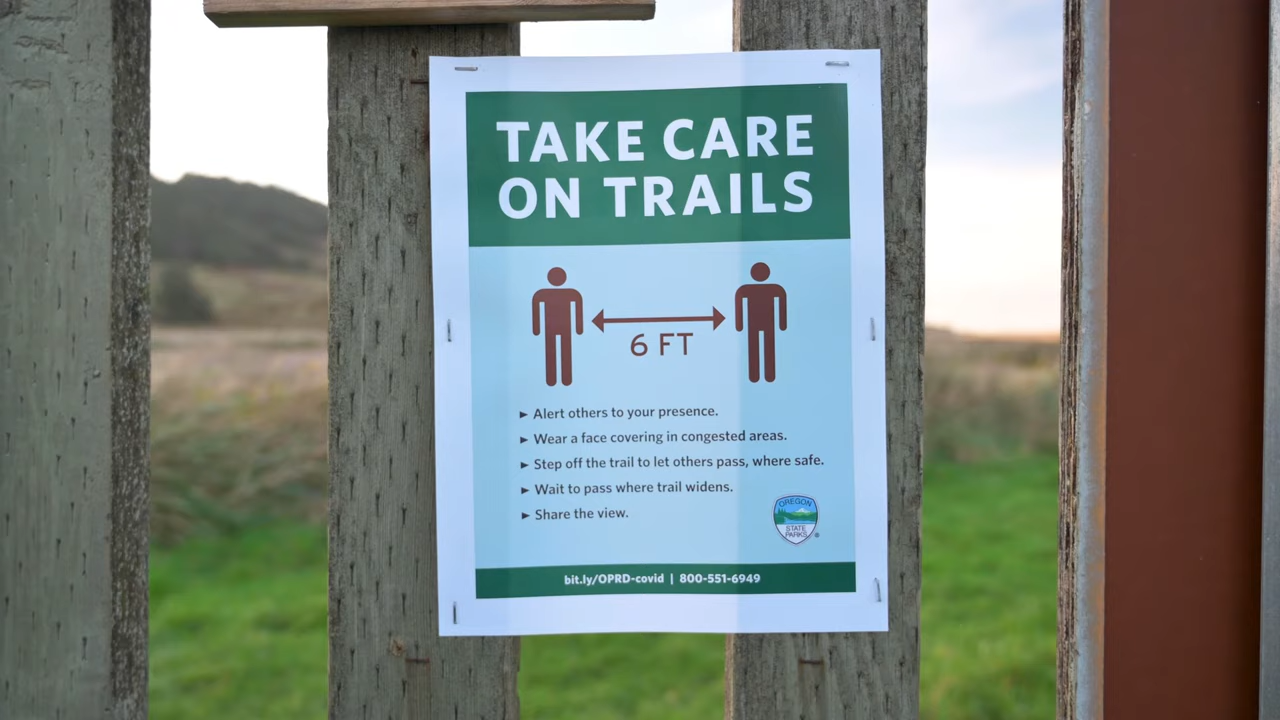 TAKE CARE
ON TRAILS
6 FT
► Alert others to your presence.
► Wear a face covering in congested areas.
► Step off the trail to let others pass, where safe.
► Wait to pass where trail widens.
► Share the view.
OREGON
STATE
PARKS
®
bit.ly/OPRD-covid | 800-551-6949